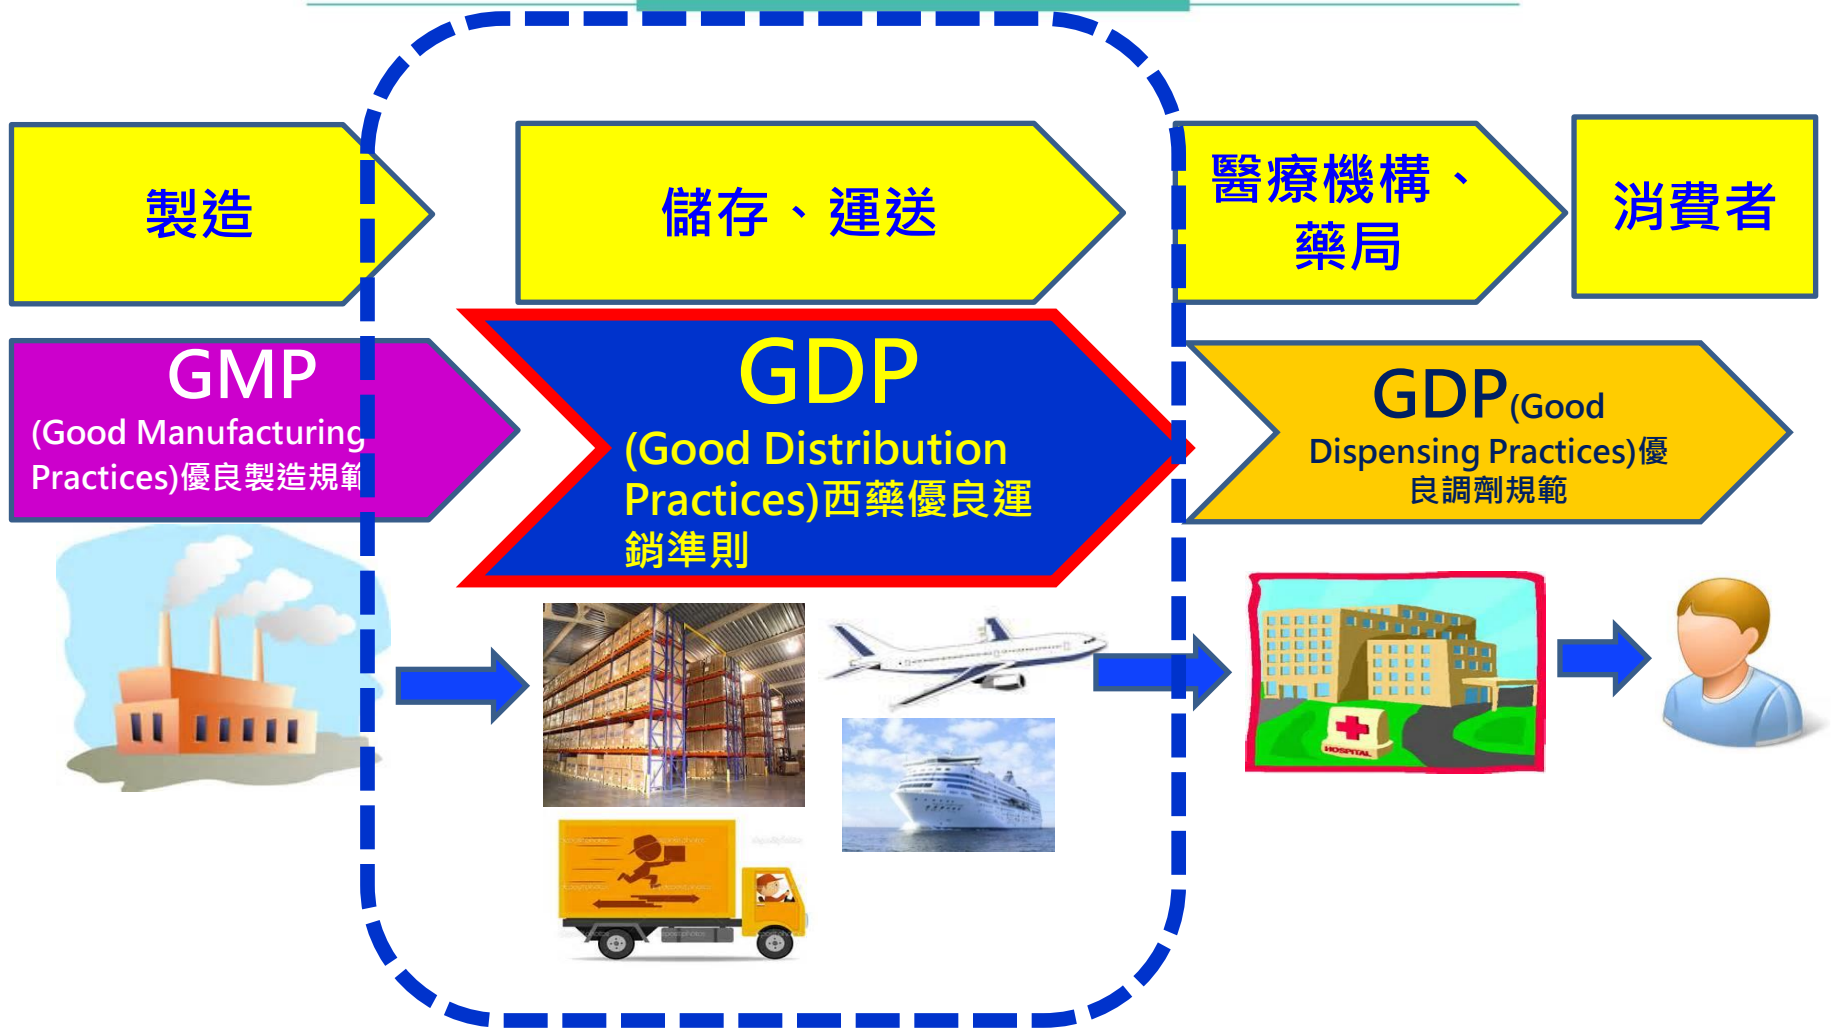 製造
儲存、運送
醫療機構、
藥局
消費者
GMP
(Good Manufacturing
Practices)優良製造規範
GDP
(Good Distribution
Practices)西藥優良運
銷準則
GDP(Good
Dispensing Practices)優
良調劑規範
HOSPITAL